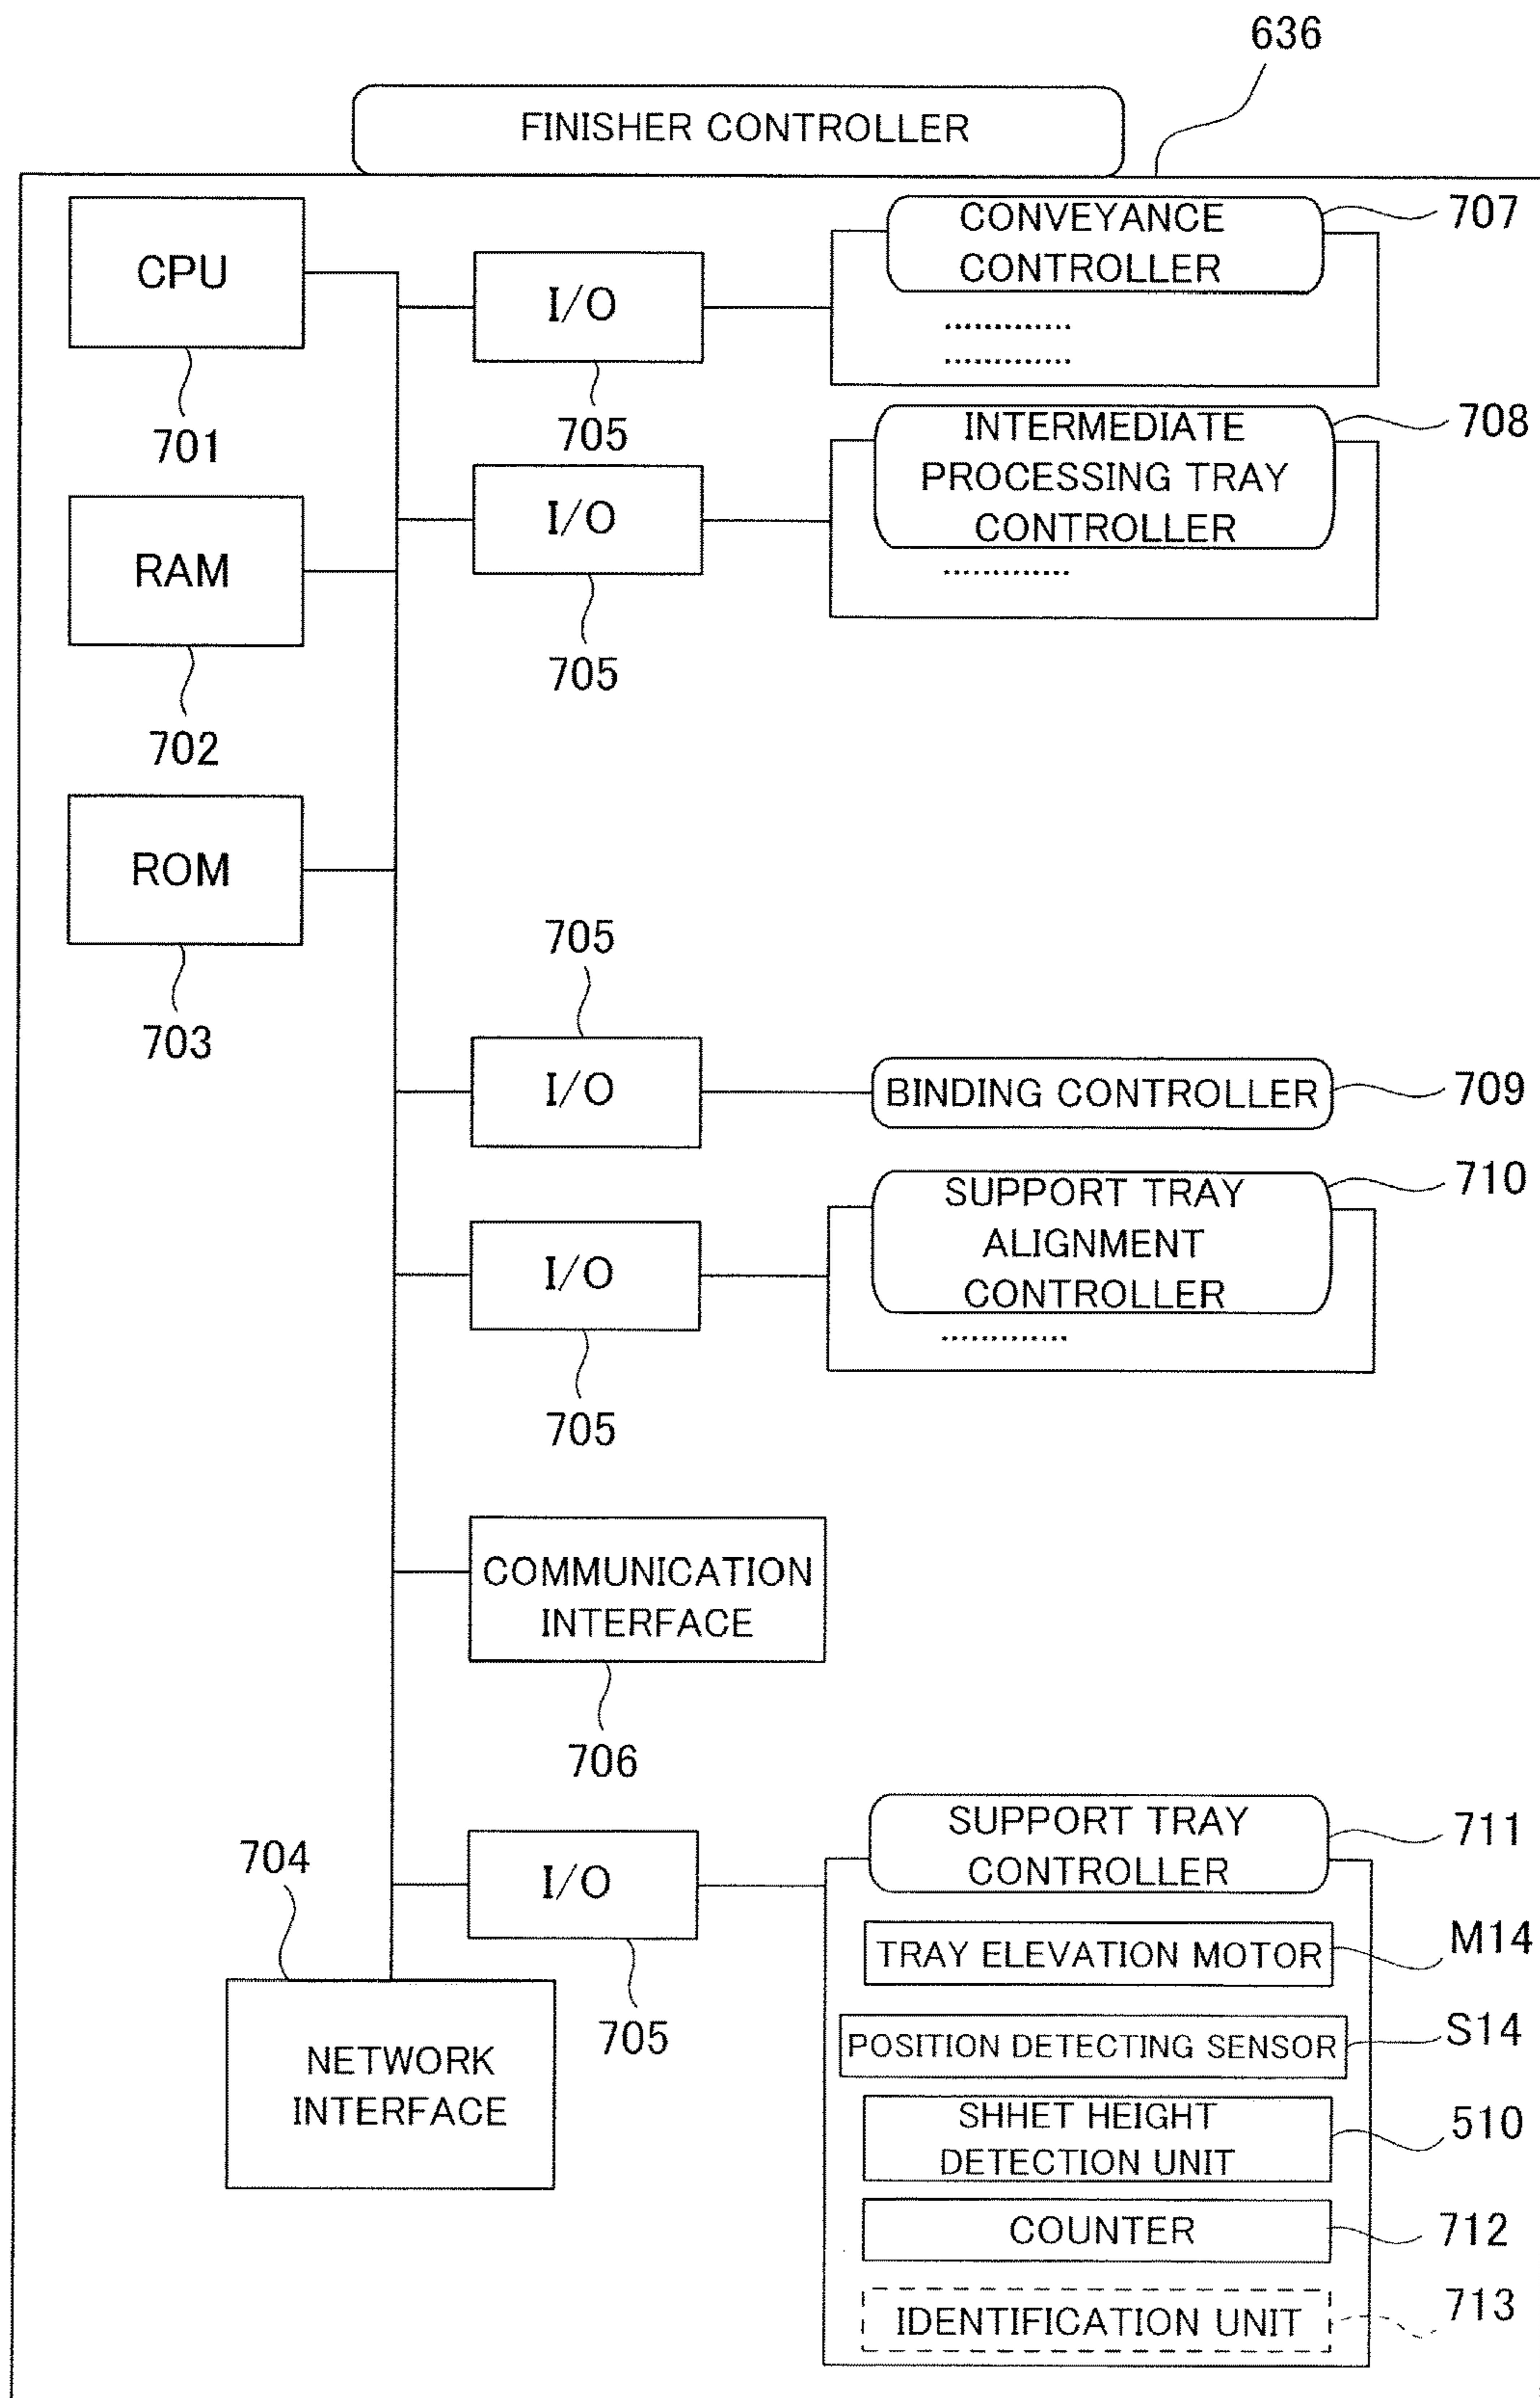 636
FINISHER CONTROLLER
CPU
701
RAM
702
ROM
703
I/O
705
CONVEYANCE
CONTROLLER
707
.............
.............
I/O
705
INTERMEDIATE
PROCESSING TRAY
CONTROLLER
708
.............
705
I/O
BINDING CONTROLLER
709
I/O
705
SUPPORT TRAY
ALIGNMENT
CONTROLLER
710
.............
COMMUNICATION
INTERFACE
706
704
NETWORK
INTERFACE
I/O
705
SUPPORT TRAY
CONTROLLER
711
TRAY ELEVATION MOTOR
M14
POSITION DETECTING SENSOR
S14
SHHET HEIGHT
DETECTION UNIT
510
COUNTER
712
IDENTIFICATION UNIT
713